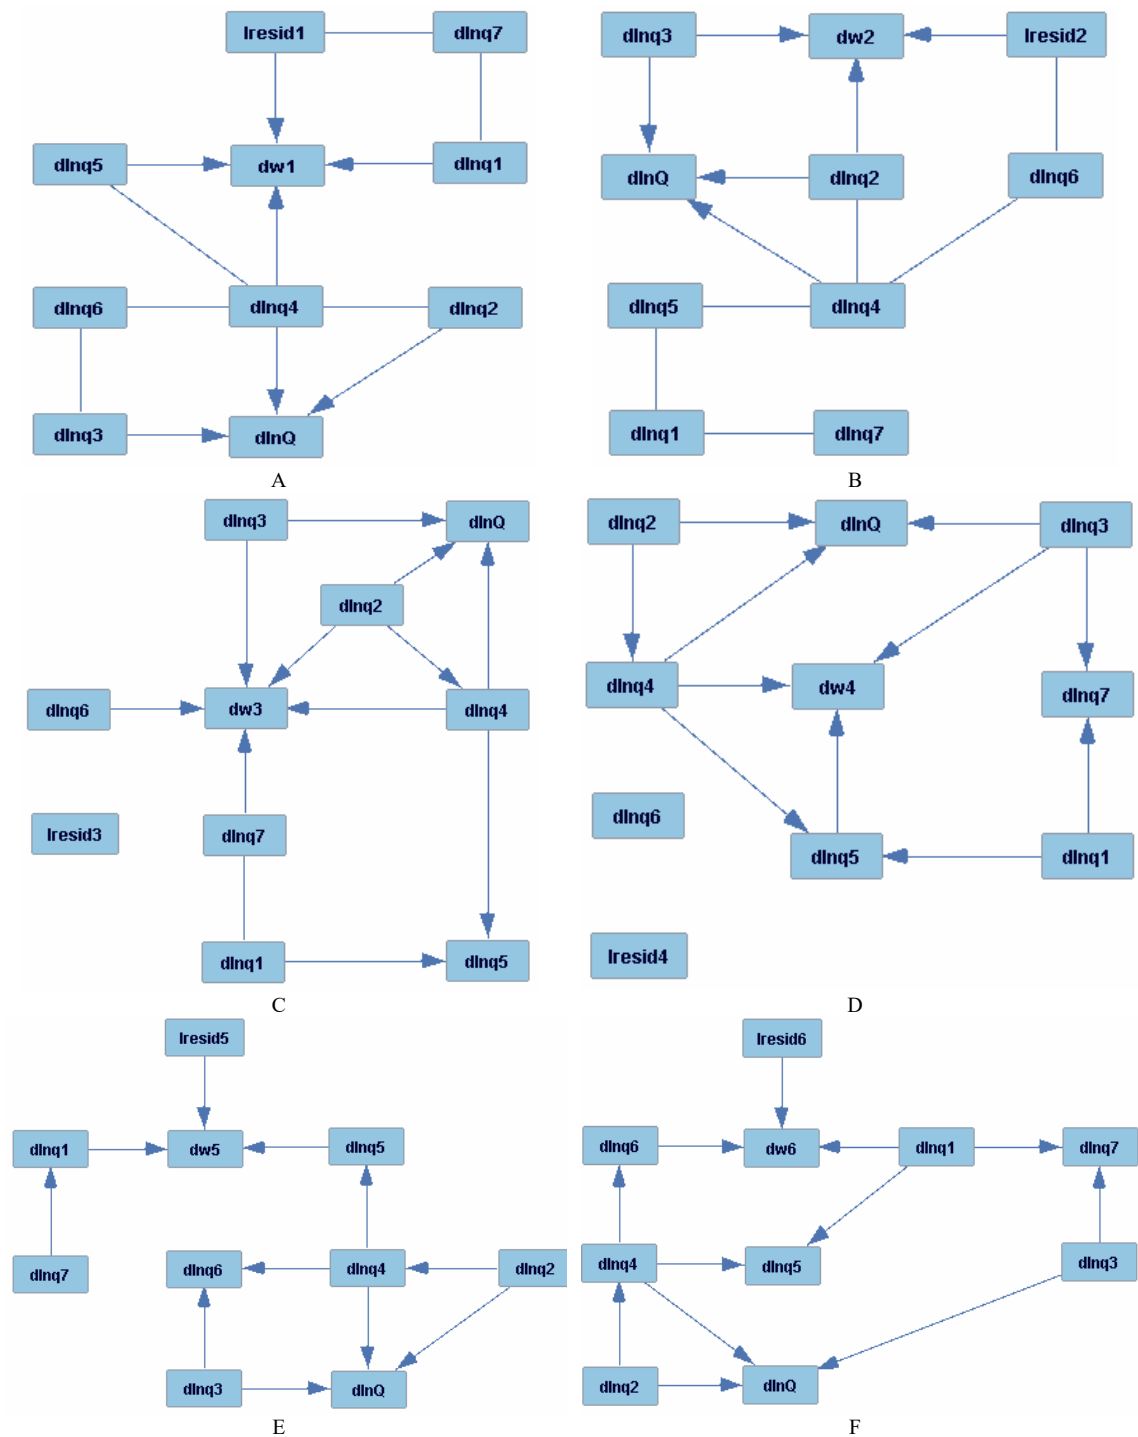 lresid1 dlnq7
dlnq5 dw1 dlnq1
dlnq6 dlnq4 dlnq2
dlnq3 dlnQ
A
dlnq3 dw2 lresid2
dlnQ dlnq2 dlnq6
dlnq5 dlnq4
dlnq1 dlnq7
B
dlnq3 dlnQ
dlnq2
dlnq6 dw3 dlnq4
lresid3 dlnq7
dlnq1 dlnq5
C
dlnq2 dlnQ dlnq3
dlnq4 dw4 dlnq7
dlnq6
dlnq5 dlnq1
lresid4
D
lresid5
dlnq1 dw5 dlnq5
dlnq7 dlnq6 dlnq4 dlnq2
dlnq3 dlnQ
E
lresid6
dlnq6 dw6 dlnq1 dlnq7
dlnq4 dlnq5 dlnq3
dlnq2 dlnQ
F